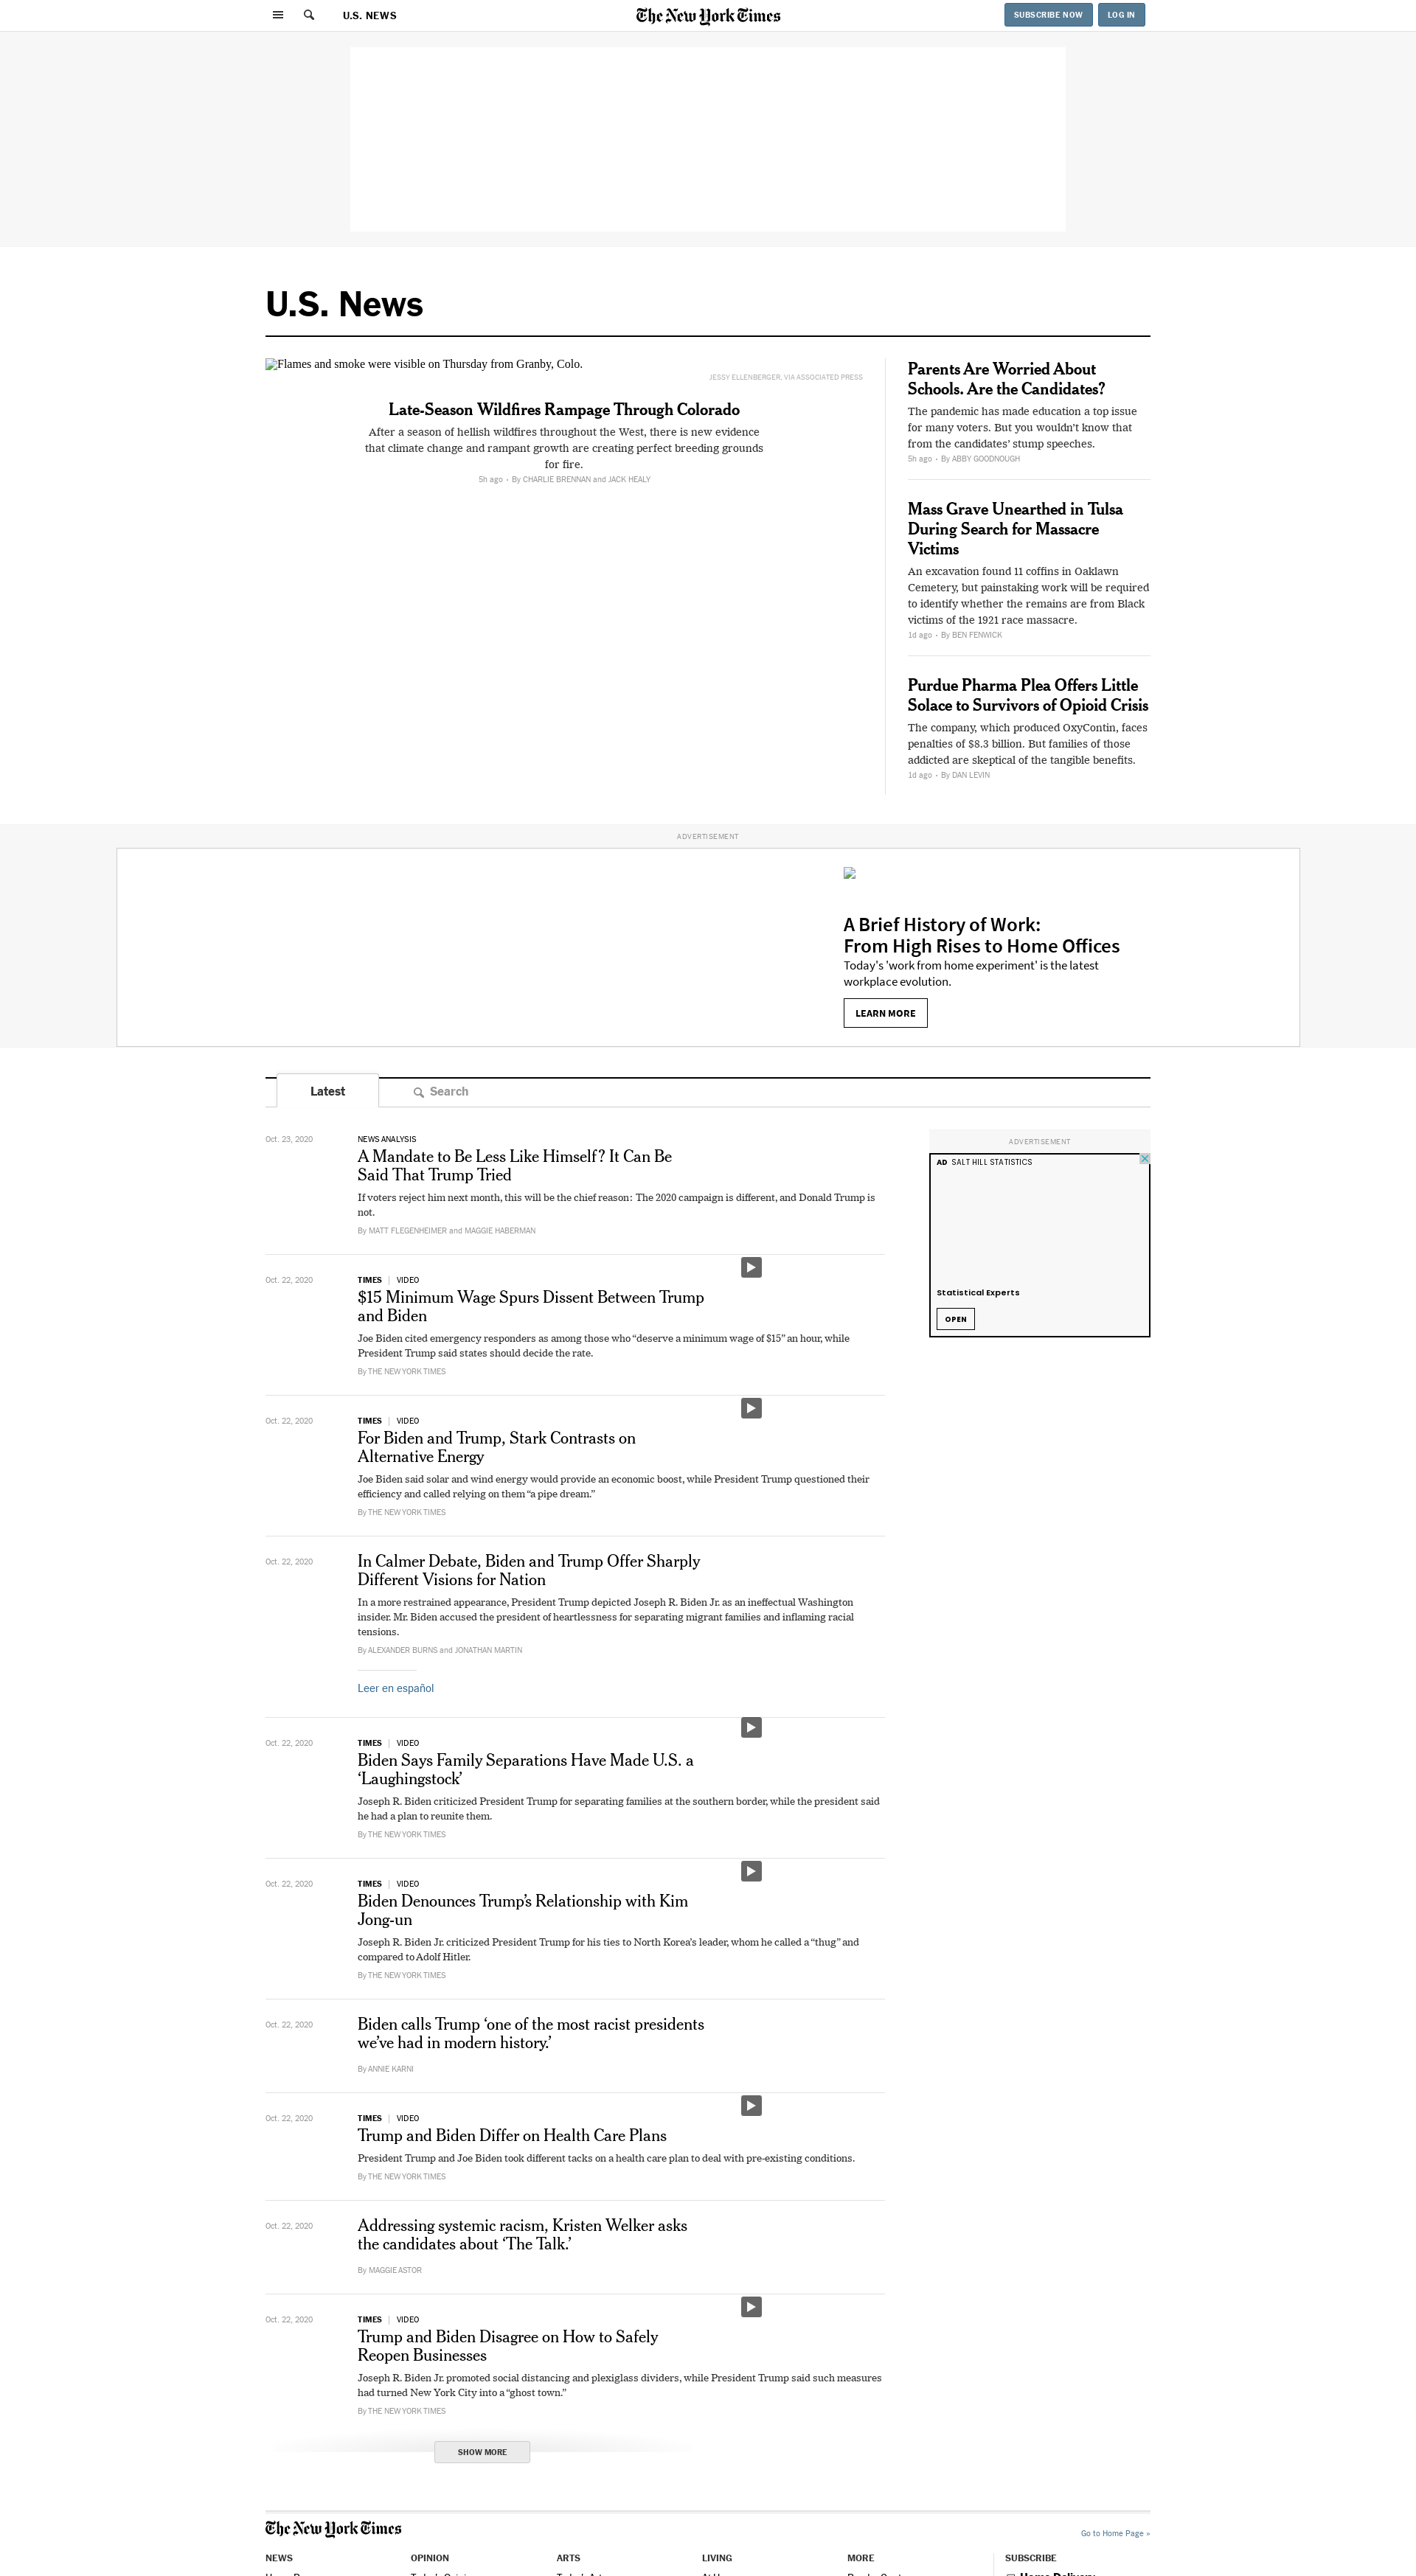 U.S. NEWS
The New York Times
SUBSCRIBE NOW
LOG IN
U.S. News
Flames and smoke were visible on Thursday from Granby, Colo.
JESSY ELLENBERGER, VIA ASSOCIATED PRESS
Late-Season Wildfires Rampage Through Colorado
After a season of hellish wildfires throughout the West, there is new evidence
that climate change and rampant growth are creating perfect breeding grounds
for fire.
5h ago • By CHARLIE BRENNAN and JACK HEALY
Parents Are Worried About
Schools. Are the Candidates?
The pandemic has made education a top issue
for many voters. But you wouldn’t know that
from the candidates’ stump speeches.
5h ago • By ABBY GOODNOUGH
Mass Grave Unearthed in Tulsa
During Search for Massacre
Victims
An excavation found 11 coffins in Oaklawn
Cemetery, but painstaking work will be required
to identify whether the remains are from Black
victims of the 1921 race massacre.
1d ago • By BEN FENWICK
Purdue Pharma Plea Offers Little
Solace to Survivors of Opioid Crisis
The company, which produced OxyContin, faces
penalties of $8.3 billion. But families of those
addicted are skeptical of the tangible benefits.
1d ago • By DAN LEVIN
ADVERTISEMENT
A Brief History of Work:
From High Rises to Home Offices
Today's 'work from home experiment' is the latest
workplace evolution.
LEARN MORE
Latest
Search
Oct. 23, 2020
NEWS ANALYSIS
A Mandate to Be Less Like Himself? It Can Be
Said That Trump Tried
If voters reject him next month, this will be the chief reason: The 2020 campaign is different, and Donald Trump is
not.
By MATT FLEGENHEIMER and MAGGIE HABERMAN
ADVERTISEMENT
AD SALT HILL STATISTICS
Statistical Experts
OPEN
Oct. 22, 2020
TIMES | VIDEO
$15 Minimum Wage Spurs Dissent Between Trump
and Biden
Joe Biden cited emergency responders as among those who “deserve a minimum wage of $15” an hour, while
President Trump said states should decide the rate.
By THE NEW YORK TIMES
Oct. 22, 2020
TIMES | VIDEO
For Biden and Trump, Stark Contrasts on
Alternative Energy
Joe Biden said solar and wind energy would provide an economic boost, while President Trump questioned their
efficiency and called relying on them “a pipe dream.”
By THE NEW YORK TIMES
Oct. 22, 2020
In Calmer Debate, Biden and Trump Offer Sharply
Different Visions for Nation
In a more restrained appearance, President Trump depicted Joseph R. Biden Jr. as an ineffectual Washington
insider. Mr. Biden accused the president of heartlessness for separating migrant families and inflaming racial
tensions.
By ALEXANDER BURNS and JONATHAN MARTIN
Leer en español
Oct. 22, 2020
TIMES | VIDEO
Biden Says Family Separations Have Made U.S. a
‘Laughingstock’
Joseph R. Biden criticized President Trump for separating families at the southern border, while the president said
he had a plan to reunite them.
By THE NEW YORK TIMES
Oct. 22, 2020
TIMES | VIDEO
Biden Denounces Trump’s Relationship with Kim
Jong-un
Joseph R. Biden Jr. criticized President Trump for his ties to North Korea’s leader, whom he called a “thug” and
compared to Adolf Hitler.
By THE NEW YORK TIMES
Oct. 22, 2020
Biden calls Trump ‘one of the most racist presidents
we’ve had in modern history.’
By ANNIE KARNI
Oct. 22, 2020
TIMES | VIDEO
Trump and Biden Differ on Health Care Plans
President Trump and Joe Biden took different tacks on a health care plan to deal with pre-existing conditions.
By THE NEW YORK TIMES
Oct. 22, 2020
Addressing systemic racism, Kristen Welker asks
the candidates about ‘The Talk.’
By MAGGIE ASTOR
Oct. 22, 2020
TIMES | VIDEO
Trump and Biden Disagree on How to Safely
Reopen Businesses
Joseph R. Biden Jr. promoted social distancing and plexiglass dividers, while President Trump said such measures
had turned New York City into a “ghost town.”
By THE NEW YORK TIMES
SHOW MORE
The New York Times
Go to Home Page »
NEWS
OPINION
ARTS
LIVING
MORE
SUBSCRIBE